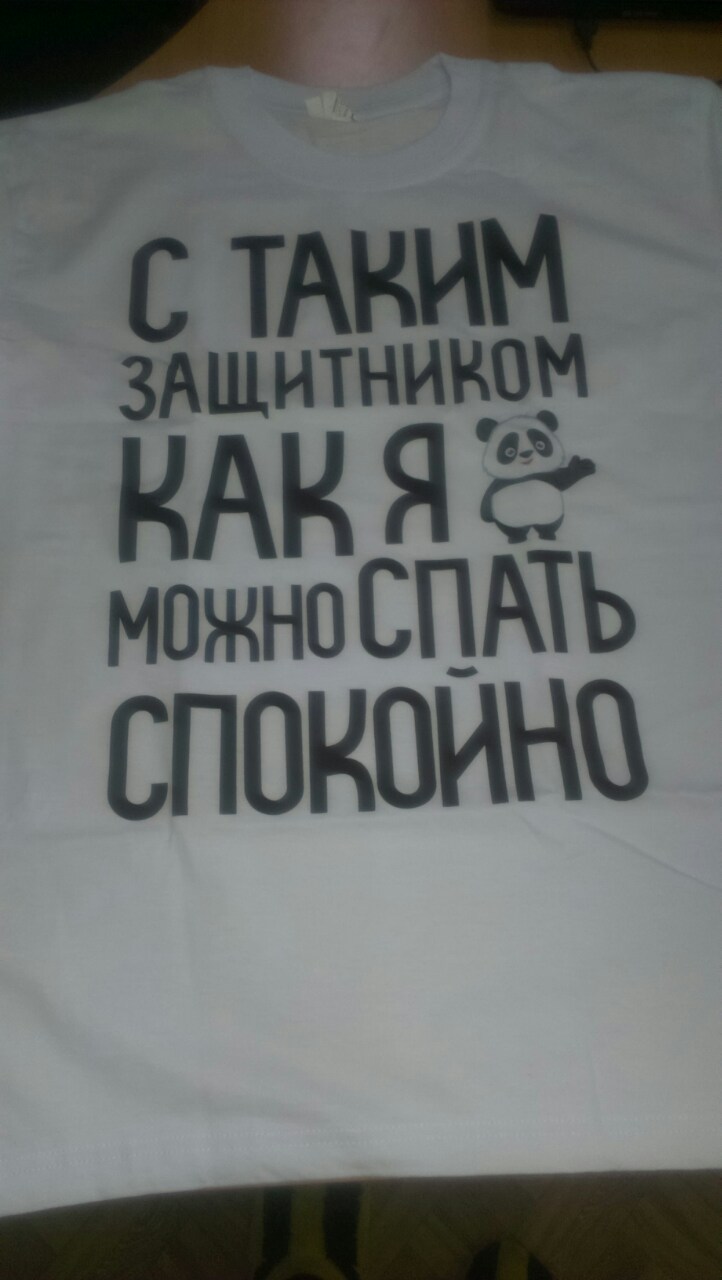 С ТАКИМ
ЗАЩИТНИКОМ
КАК Я
МОЖНО СПАТЬ
СПОКОЙНО